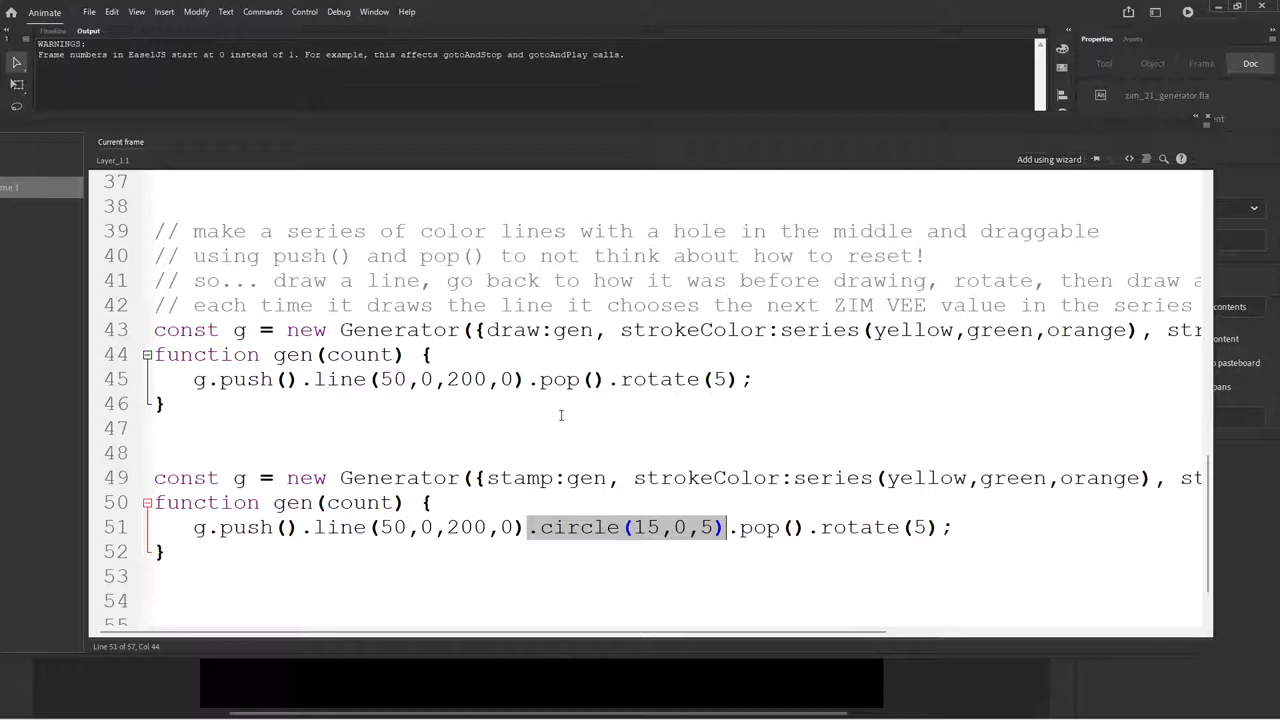 Animate
File Edit View Insert Modify Text Commands Control Debug Window Help
Timeline Output
WARNINGS:
Frame numbers in EaselJS start at 0 instead of 1. For example, this affects gotoAndStop and gotoAndPlay calls.
Properties Assets
Tool Object Frame Doc
zim_21_generator.fla
Current frame
Layer_1:1
Add using wizard
37
38
39 // make a series of color lines with a hole in the middle and draggable
40 // using push() and pop() to not think about how to reset!
41 // so... draw a line, go back to how it was before drawing, rotate, then draw a
42 // each time it draws the line it chooses the next ZIM VEE value in the series
43 const g = new Generator({draw:gen, strokeColor:series(yellow,green,orange), str
44 function gen(count) {
45 g.push().line(50,0,200,0).pop().rotate(5);
46 }
47
48
49 const g = new Generator({stamp:gen, strokeColor:series(yellow,green,orange), st
50 function gen(count) {
51 g.push().line(50,0,200,0).circle(15,0,5).pop().rotate(5);
52 }
53
54
55
Line 51 of 57, Col 44
me 1
contents
ontent
pasteboard
pans